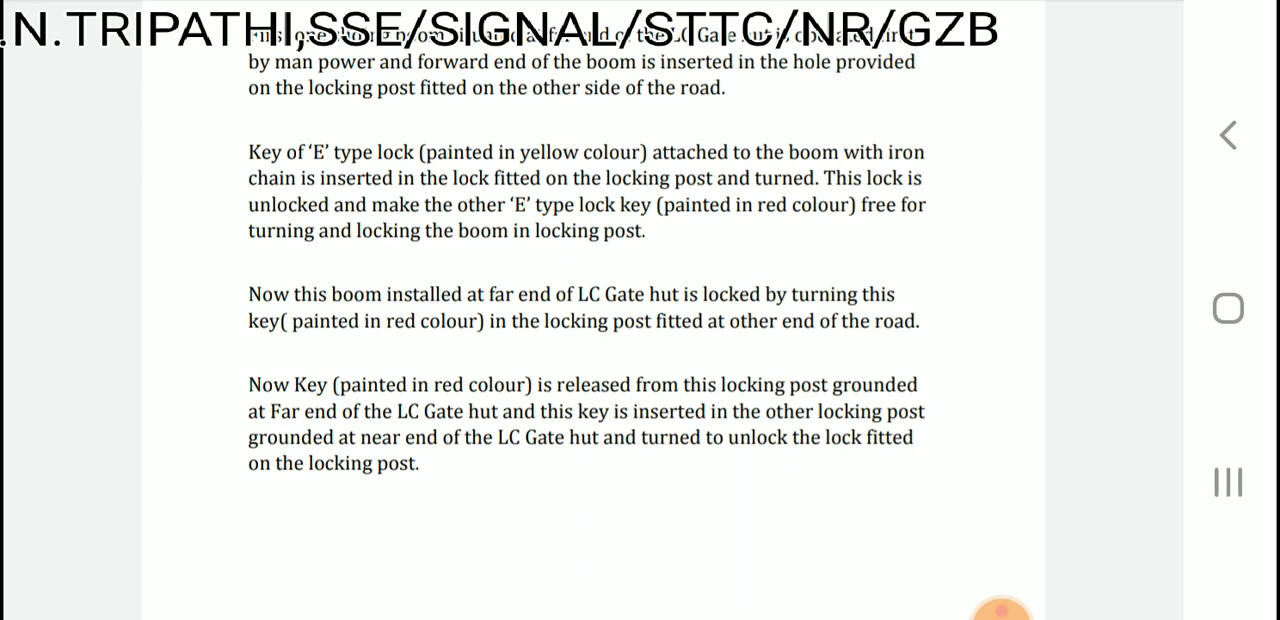 .N.TRIPATHI,SSE/SIGNAL/STTC/NR/GZB
by man power and forward end of the boom is inserted in the hole provided
on the locking post fitted on the other side of the road.
Key of ‘E’ type lock (painted in yellow colour) attached to the boom with iron
chain is inserted in the lock fitted on the locking post and turned. This lock is
unlocked and make the other ‘E’ type lock key (painted in red colour) free for
turning and locking the boom in locking post.
Now this boom installed at far end of LC Gate hut is locked by turning this
key( painted in red colour) in the locking post fitted at other end of the road.
Now Key (painted in red colour) is released from this locking post grounded
at Far end of the LC Gate hut and this key is inserted in the other locking post
grounded at near end of the LC Gate hut and turned to unlock the lock fitted
on the locking post.